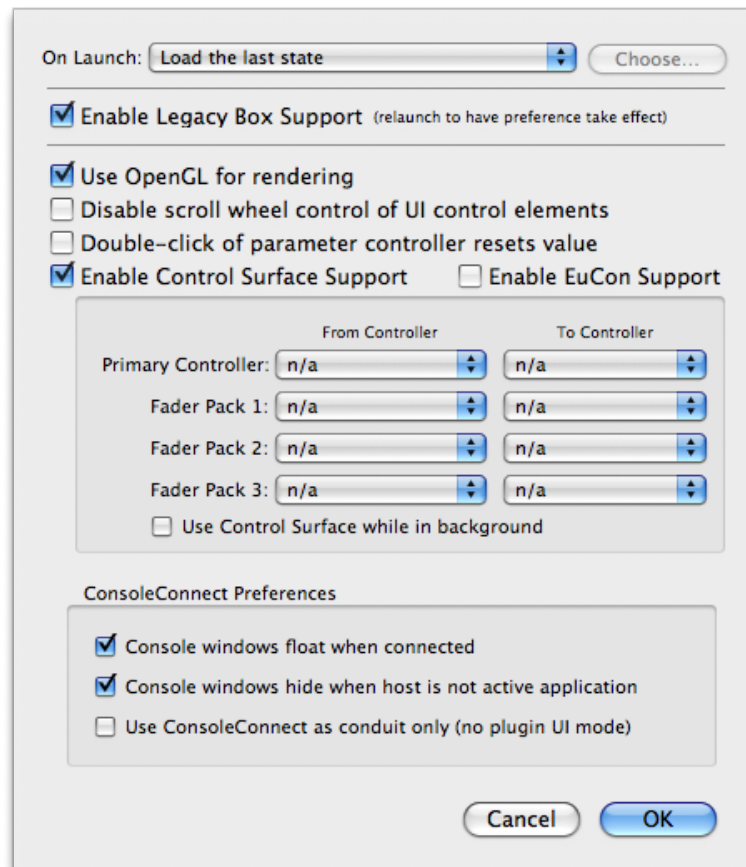 On Launch: Load the last state Choose...
Enable Legacy Box Support (relaunch to have preference take effect)
Use OpenGL for rendering
Disable scroll wheel control of UI control elements
Double-click of parameter controller resets value
Enable Control Surface Support Enable EuCon Support
From Controller To Controller
Primary Controller: n/a n/a
Fader Pack 1: n/a n/a
Fader Pack 2: n/a n/a
Fader Pack 3: n/a n/a
Use Control Surface while in background
ConsoleConnect Preferences
Console windows float when connected
Console windows hide when host is not active application
Use ConsoleConnect as conduit only (no plugin UI mode)
Cancel OK